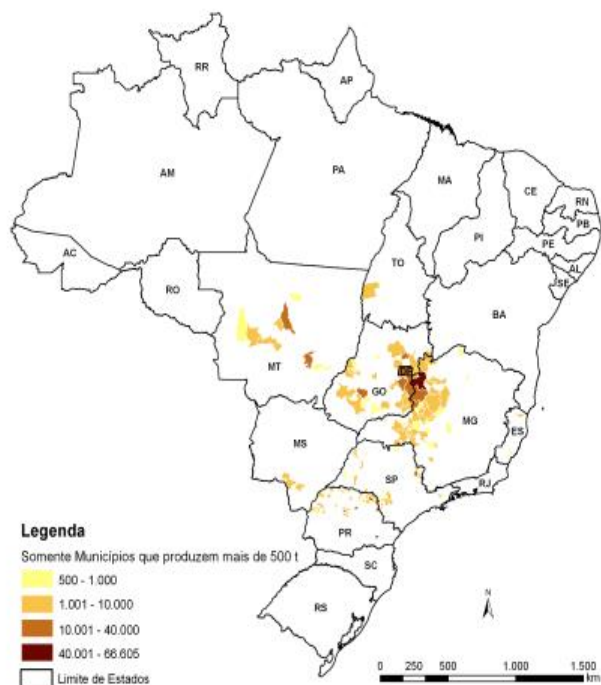 RR
AP
AM
PA
MA
CE
RN
PB
PE
AL
SE
PI
AC
TO
RO
BA
MT
DF
GO
MG
ES
MS
SP
RJ
PR
SC
RS
Legenda
Somente Municípios que produzem mais de 500 t
500 - 1.000
1.001 - 10.000
10.001 - 40.000
40.001 - 66.605
Limite de Estados
N
0 250 500 1.000 1.500
km